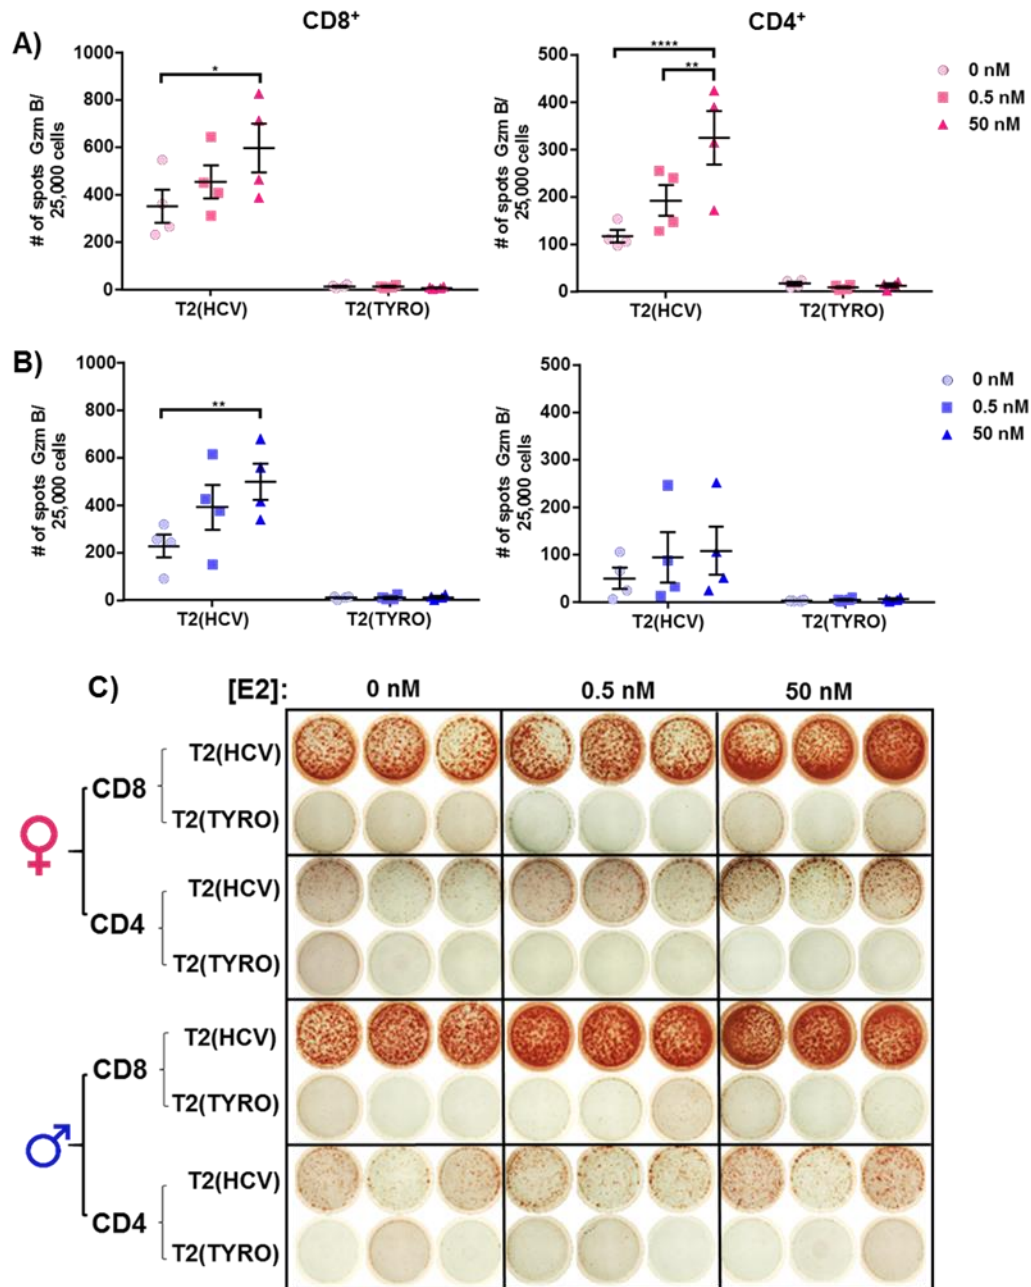 CD8+
CD4+
A)
# of spots Gzm B/
25,000 cells
1000
800
600
400
200
0
*
T2(HCV)
T2(TYRO)
# of spots Gzm B/
25,000 cells
500
400
300
200
100
0
****
**
T2(HCV)
T2(TYRO)
0 nM
0.5 nM
50 nM
B)
# of spots Gzm B/
25,000 cells
1000
800
600
400
200
0
**
T2(HCV)
T2(TYRO)
# of spots Gzm B/
25,000 cells
500
400
300
200
100
0
T2(HCV)
T2(TYRO)
0 nM
0.5 nM
50 nM
C)
[E2]: 0 nM 0.5 nM 50 nM
♀
CD8
T2(HCV)
T2(TYRO)
CD4
T2(HCV)
T2(TYRO)
♂
CD8
T2(HCV)
T2(TYRO)
CD4
T2(HCV)
T2(TYRO)